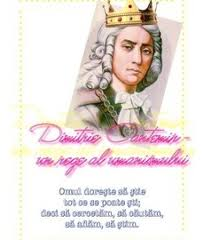 Dimitrie Cantemir -
un rege al umanismului
Omul dorește să știe
tot ce se poate ști;
deci să cercetăm, să căutăm,
să aflăm, să știm.